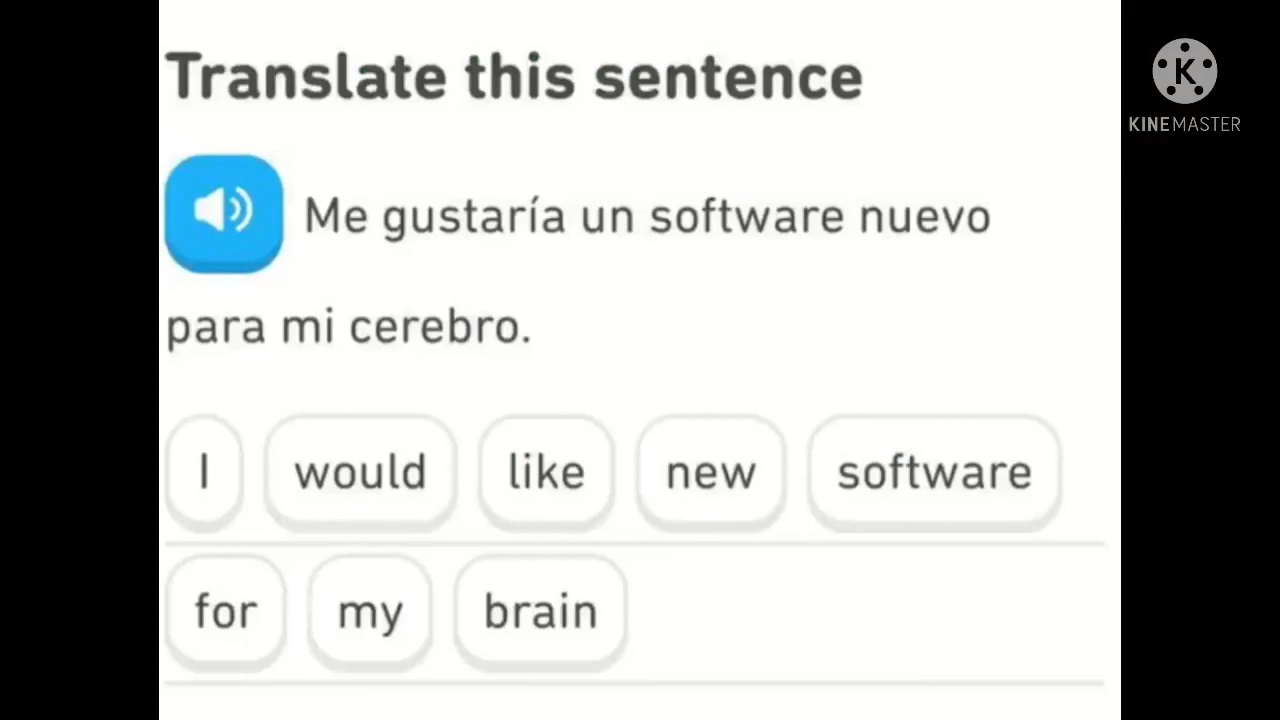 Translate this sentence
Me gustaría un software nuevo
para mi cerebro.
I would like new software
for my brain
K
KINEMASTER